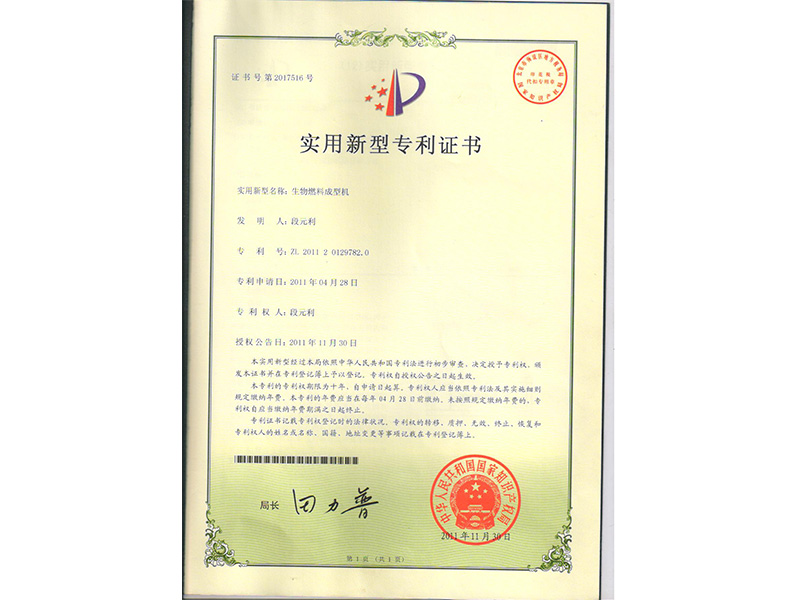 证书号第2017516号
实用新型专利证书
实用新型名称：生物燃料成型机
发 明 人：段元利
专 利 号：ZL 2011 2 0129782.0
专利申请日：2011年04月28日
专 利 权 人：段元利
授权公告日：2011年11月30日
本实用新型经过本局依照中华人民共和国专利法进行初步审查，决定授予专利权，颁
发本证书并在专利登记簿上予以登记。专利权自授权公告之日起生效。
本专利的专利权期限为十年，自申请日起算。专利权人应当依照专利法及其实施细则
规定缴纳年费。本专利的年费应当在每年04月28日前缴纳。未按照规定缴纳年费的，专
利权自应当缴纳年费期满之日起终止。
专利证书记载专利权登记时的法律状况。专利权的转移、质押、无效、终止、恢复和
专利权人的姓名或名称、国籍、地址变更等事项记载在专利登记簿上。
局长 田力普
中华人民共和国国家知识产权局
2011年11月30日
第1页（共1页）